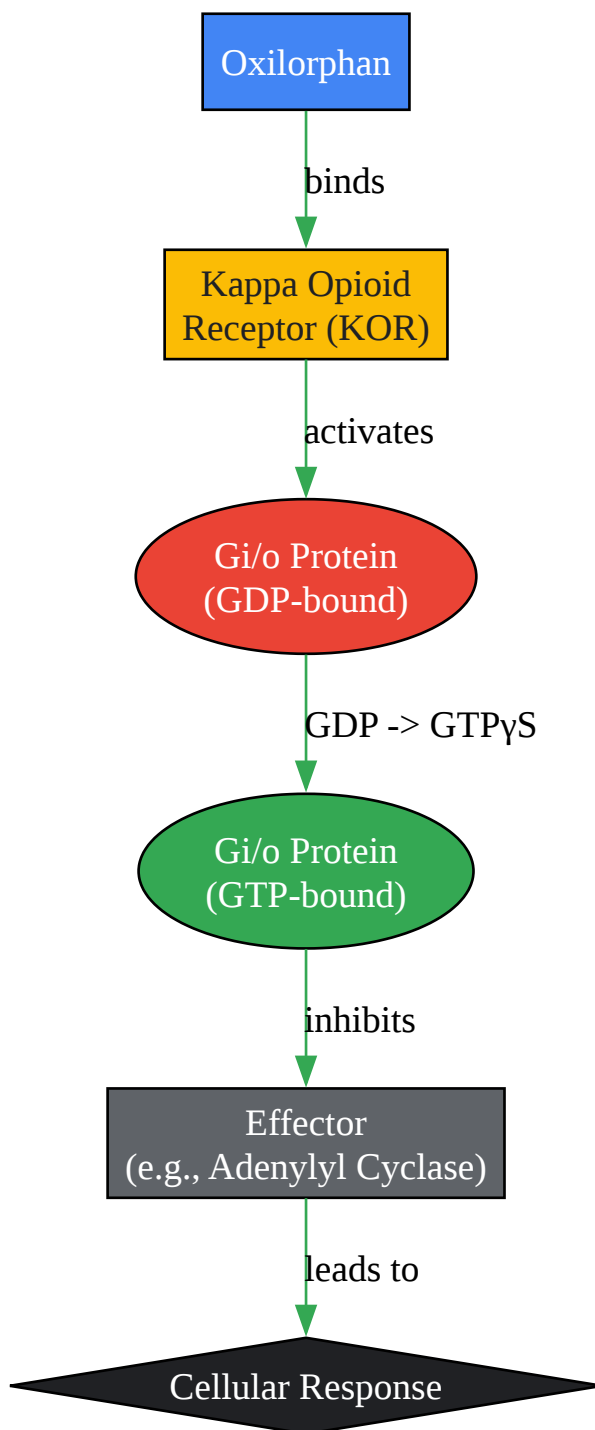 Oxilorphan
binds
Kappa Opioid
Receptor (KOR)
activates
Gi/o Protein
(GDP-bound)
GDP -> GTPγS
Gi/o Protein
(GTP-bound)
inhibits
Effector
(e.g., Adenylyl Cyclase)
leads to
Cellular Response